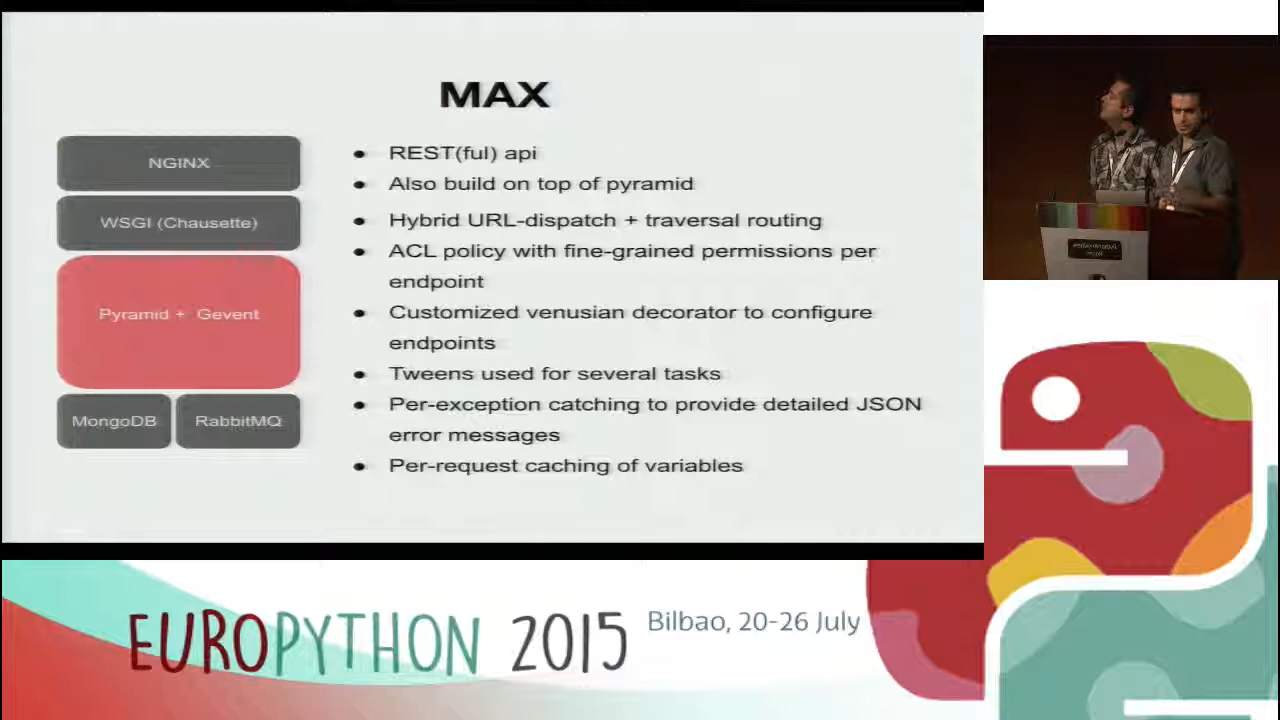 MAX
NGINX
WSGI (Chausette)
Pyramid + Gevent
MongoDB
RabbitMQ
● REST(ful) api
● Also build on top of pyramid
● Hybrid URL-dispatch + traversal routing
● ACL policy with fine-grained permissions per
endpoint
● Customized venusian decorator to configure
endpoints
● Tweens used for several tasks
● Per-exception catching to provide detailed JSON
error messages
● Per-request caching of variables
EUROPYTHON 2015
Bilbao, 20-26 July